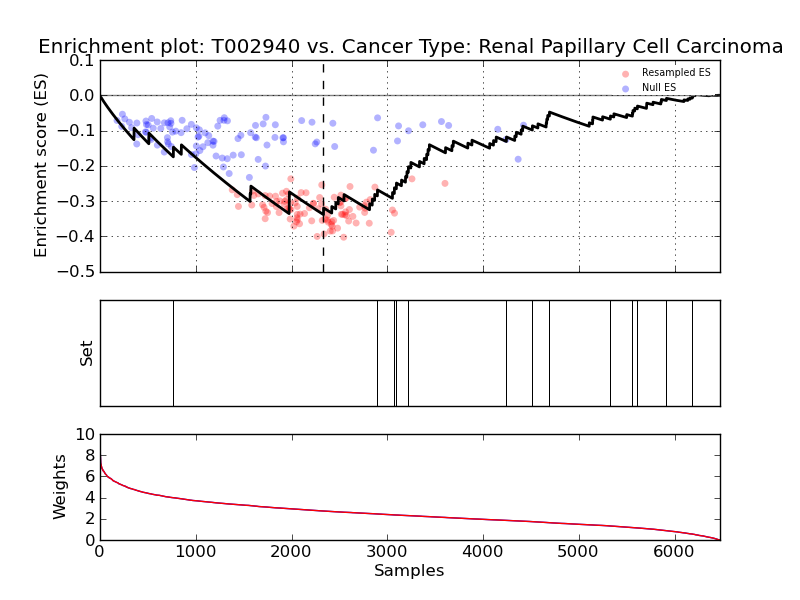 Enrichment plot: T002940 vs. Cancer Type: Renal Papillary Cell Carcinoma
Enrichment score (ES)
0.1
0.0
−0.1
−0.2
−0.3
−0.4
−0.5
Resampled ES
Null ES
Set
Weights
10
8
6
4
2
0
0 1000 2000 3000 4000 5000 6000
Samples